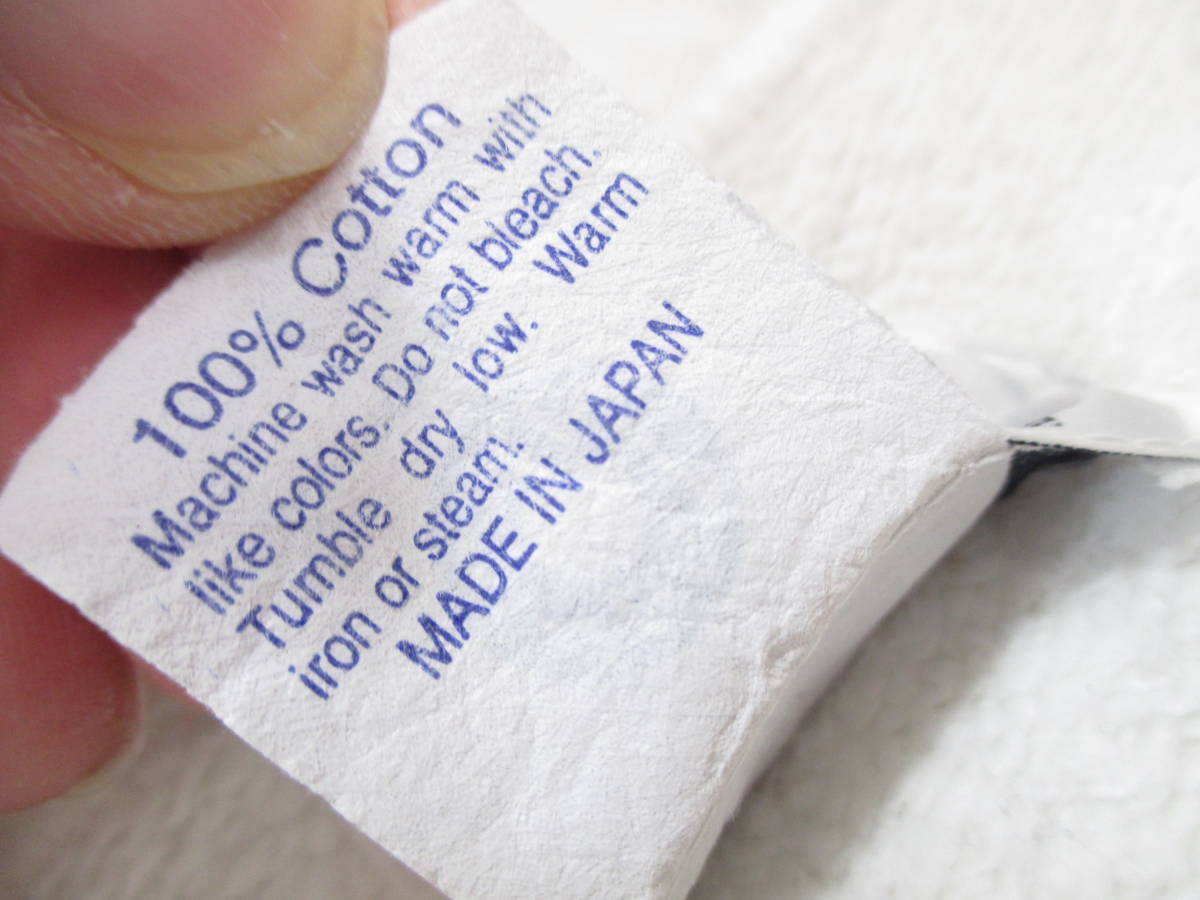 100% Cotton
Machine wash warm with
like colors. Do not bleach.
Tumble dry low. Warm
iron or steam.
MADE IN JAPAN